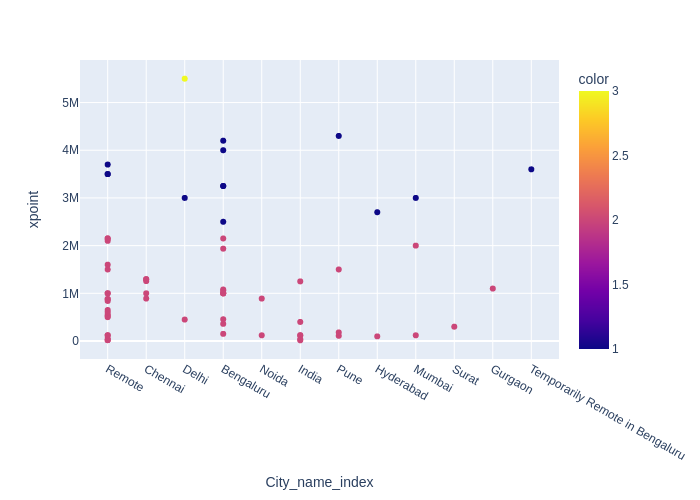 color
3
2.5
2
1.5
1
xpoint
5M
4M
3M
2M
1M
0
Remote
Chennai
Delhi
Bengaluru
Noida
India
Pune
Hyderabad
Mumbai
Surat
Gurgaon
Temporarily Remote in Bengaluru
City_name_index